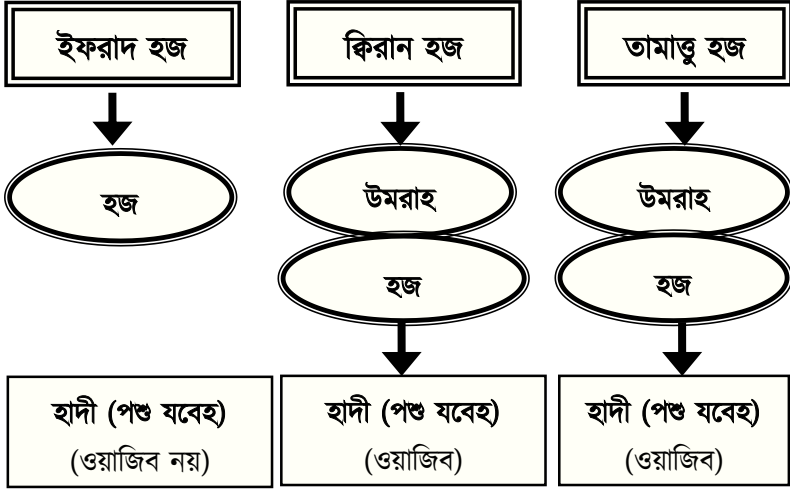 ইফরাদ হজ
ক্বিরান হজ
তামাত্তু হজ
হজ
উমরাহ
হজ
উমরাহ
হজ
হাদী (পশু যবেহ)
(ওয়াজিব নয়)
হাদী (পশু যবেহ)
(ওয়াজিব)
হাদী (পশু যবেহ)
(ওয়াজিব)